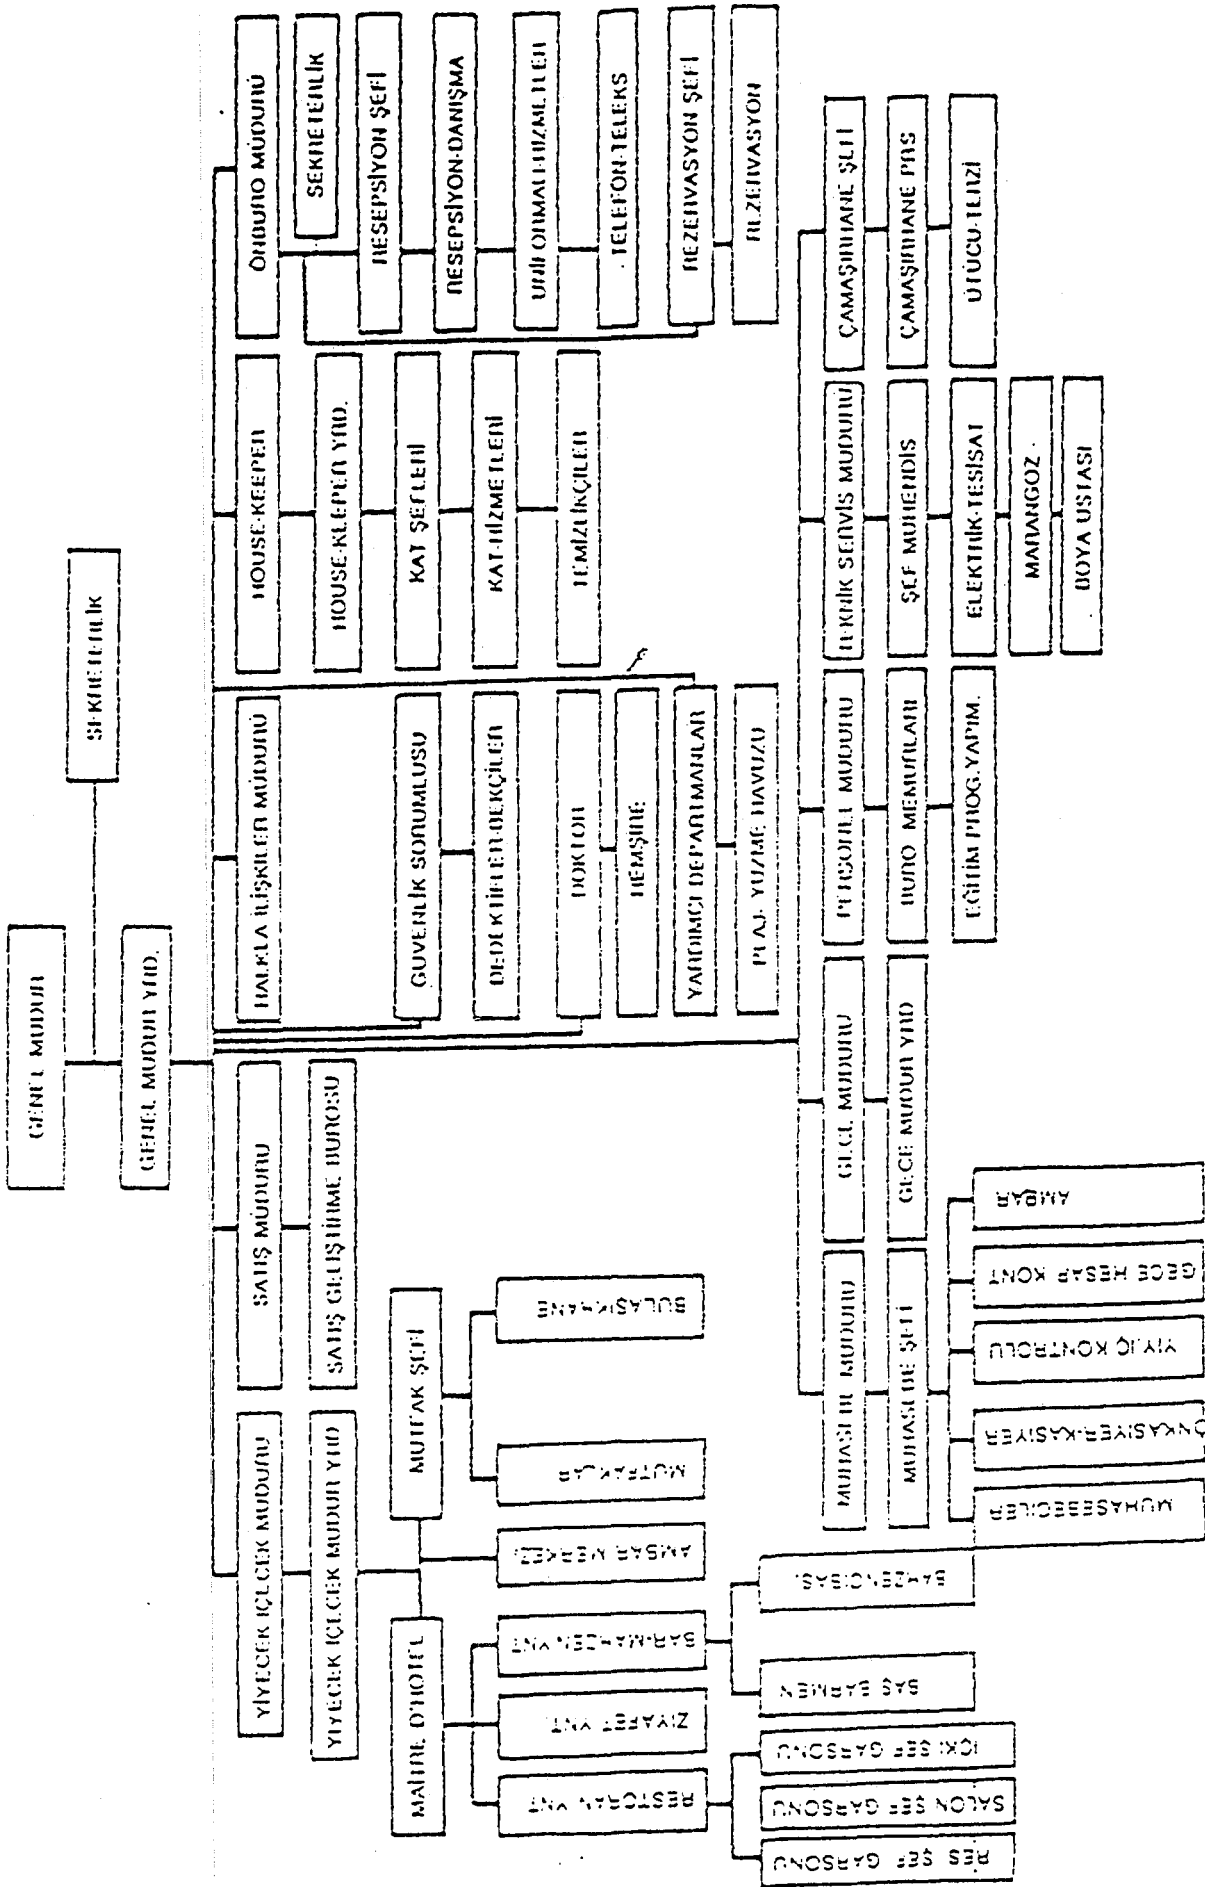 GENEL MÜDÜR
SEKRETERLİK
GENEL MÜDÜR YRD.
YİYECEK İÇECEK MÜDÜRÜ
SATIŞ MÜDÜRÜ
HALKLA İLİŞKİLER MÜDÜRÜ
HOUSE-KEEPER
ÖNBÜRO MÜDÜRÜ
YİYECEK İÇECEK MÜDÜR YRD
SATIŞ GELİŞTİRME BÜROSU
HOUSE-KEEPER YRD.
SEKRETERLİK
MAİTRE D'HOTEL
MUTFAK ŞEFİ
GÜVENLİK SORUMLUSU
KAT ŞEFLERİ
RESEPSİYON ŞEFİ
DEDEKTİFLER-BEKÇİLER
KAT-HİZMETLERİ
RESEPSİYON-DANIŞMA
RESTORAN YNT
ZİYAFET YNT.
BAR-MAHZEN YNT
AMBAR MERKEZİ
MUTFAKLAR
BULAŞIKHANE
DOKTOR
TEMİZLİKÇİLER
ÜNİFORMALI-HİZMETLER
HEMŞİRE
TELEFON-TELEKS
YARDIMCI DEPARTMANLAR
REZERVASYON ŞEFİ
PLAJ. YÜZME HAVUZU
REZERVASYON
RES ŞEF GARSONU
SALON ŞEF GARSONU
İÇKİ ŞEF GARSONU
BAŞ BARMEN
MUHASEBE MÜDÜRÜ
GECE MÜDÜRÜ
PERSONEL MÜDÜRÜ
TEKNİK SERVİS MÜDÜRÜ
ÇAMAŞIRHANE ŞEFİ
MUHASEBE ŞEFİ
GECE MÜDÜR YRD
BÜRO MEMURLARI
ŞEF MÜHENDİS
ÇAMAŞIRHANE PRS
MUHASEBECİLER
ÖNKASİYER-KASİYER
YİY.İÇ KONTROLU
GECE HESAP KONT
AMBAR
EĞİTİM PROG.YAPIM.
ELEKTRİK-TESİSAT
ÜTÜCÜ-TERZİ
MARANGOZ
BOYA USTASI